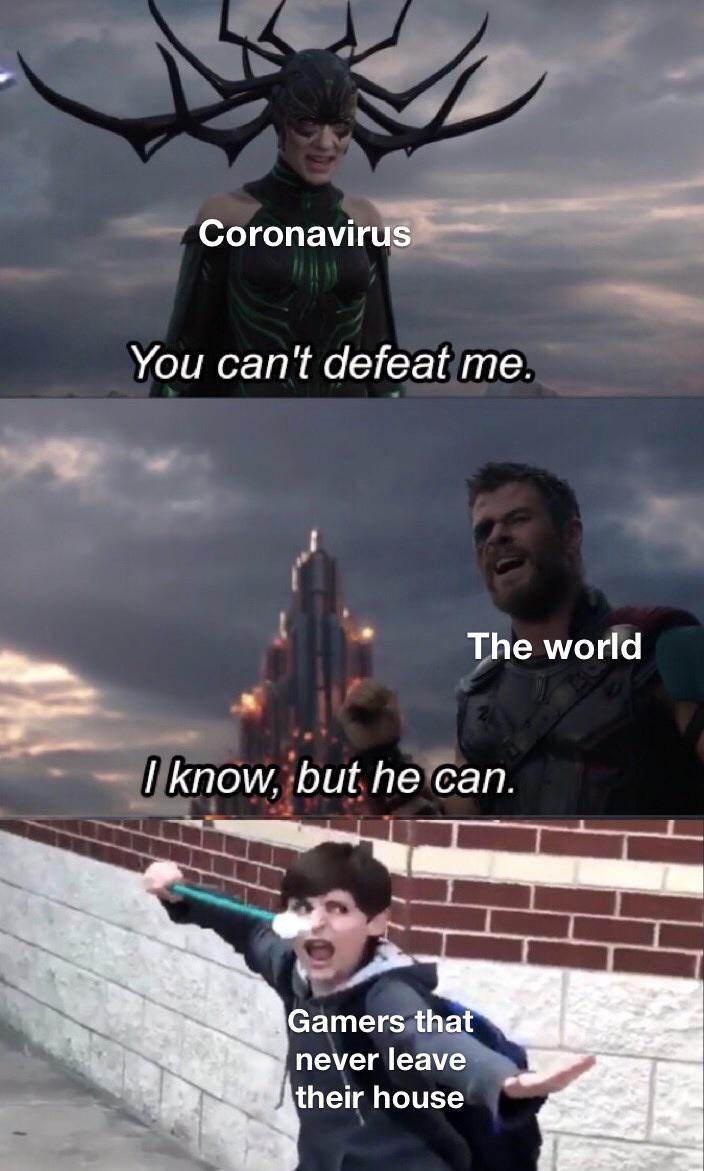 Coronavirus
You can't defeat me.
The world
I know, but he can.
Gamers that
never leave
their house